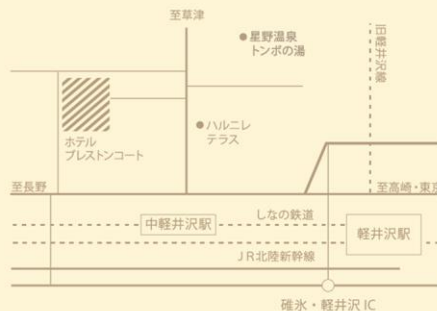 至草津
星野温泉
トンボの湯
旧軽井沢線
ハルニレ
テラス
ホテル
ブレストンコート
至長野
至高崎・東京
しなの鉄道
中軽井沢駅
軽井沢駅
JR北陸新幹線
碓氷・軽井沢 IC